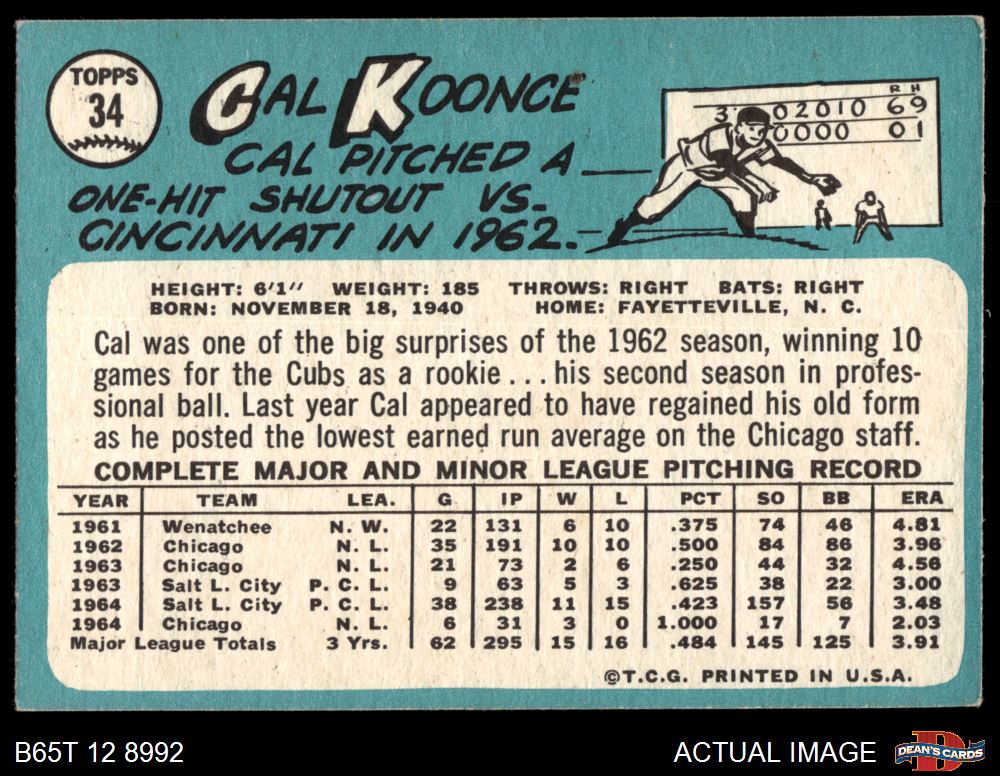 TOPPS
34
CAL KOONCE
CAL PITCHED A
ONE-HIT SHUTOUT VS.
CINCINNATI IN 1962.
R H
3 02010 69
0000 01
HEIGHT: 6'1" WEIGHT: 185 THROWS: RIGHT BATS: RIGHT
BORN: NOVEMBER 18, 1940 HOME: FAYETTEVILLE, N. C.
Cal was one of the big surprises of the 1962 season, winning 10
games for the Cubs as a rookie . . . his second season in profes-
sional ball. Last year Cal appeared to have regained his old form
as he posted the lowest earned run average on the Chicago staff.
COMPLETE MAJOR AND MINOR LEAGUE PITCHING RECORD
YEAR TEAM LEA. G IP W L PCT SO BB ERA
1961 Wenatchee N. W. 22 131 6 10 .375 74 46 4.81
1962 Chicago N. L. 35 191 10 10 .500 84 86 3.96
1963 Chicago N. L. 21 73 2 6 .250 44 32 4.56
1963 Salt L. City P. C. L. 9 63 5 3 .625 38 22 3.00
1964 Salt L. City P. C. L. 38 238 11 15 .423 157 56 3.48
1964 Chicago N. L. 6 31 3 0 1.000 17 7 2.03
Major League Totals 3 Yrs. 62 295 15 16 .484 145 125 3.91
©T.C.G. PRINTED IN U.S.A.
B65T 12 8992
ACTUAL IMAGE
DEAN'S CARDS